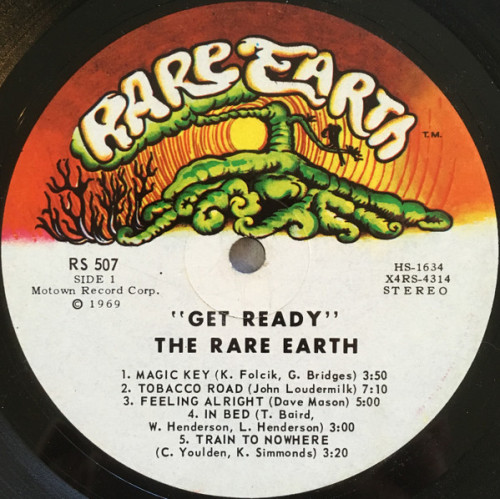 RARE EARTH
T.M.
RS 507
SIDE 1
Motown Record Corp.
© 1969
HS-1634
X4RS-4314
STEREO
"GET READY"
THE RARE EARTH
1. MAGIC KEY (K. Folcik, G. Bridges) 3:50
2. TOBACCO ROAD (John Loudermilk) 7:10
3. FEELING ALRIGHT (Dave Mason) 5:00
4. IN BED (T. Baird,
W. Henderson, L. Henderson) 3:00
5. TRAIN TO NOWHERE
(C. Youlden, K. Simmonds) 3:20